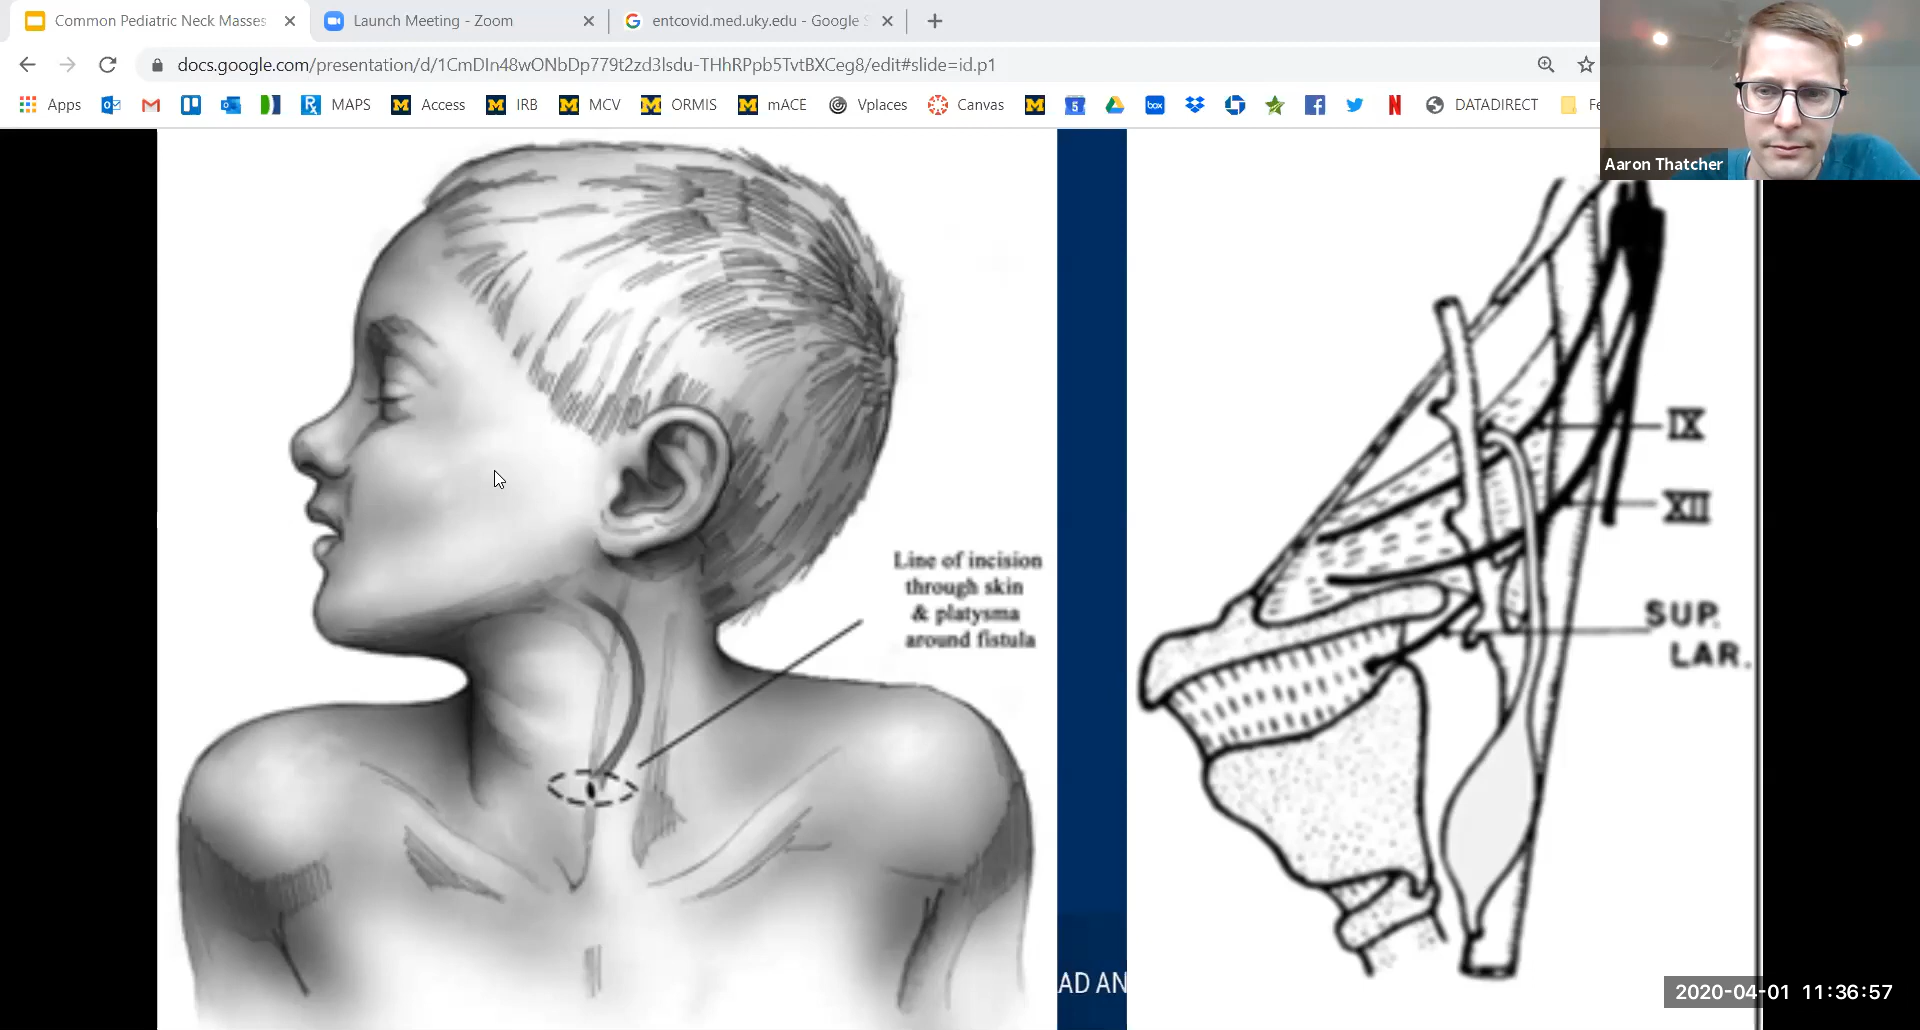 Common Pediatric Neck Masses
Launch Meeting - Zoom
entcovid.med.uky.edu - Google
docs.google.com/presentation/d/1CmDIn48wONbDp779t2zd3lsdu-THhRPpb5TvtBXCeg8/edit#slide=id.p1
Apps
MAPS
Access
IRB
MCV
ORMIS
mACE
Vplaces
Canvas
5
box
DATADIRECT
Aaron Thatcher
Line of incision
through skin
& platysma
around fistula
IX
XII
SUP.
LAR.
AD AN
2020-04-01 11:36:57